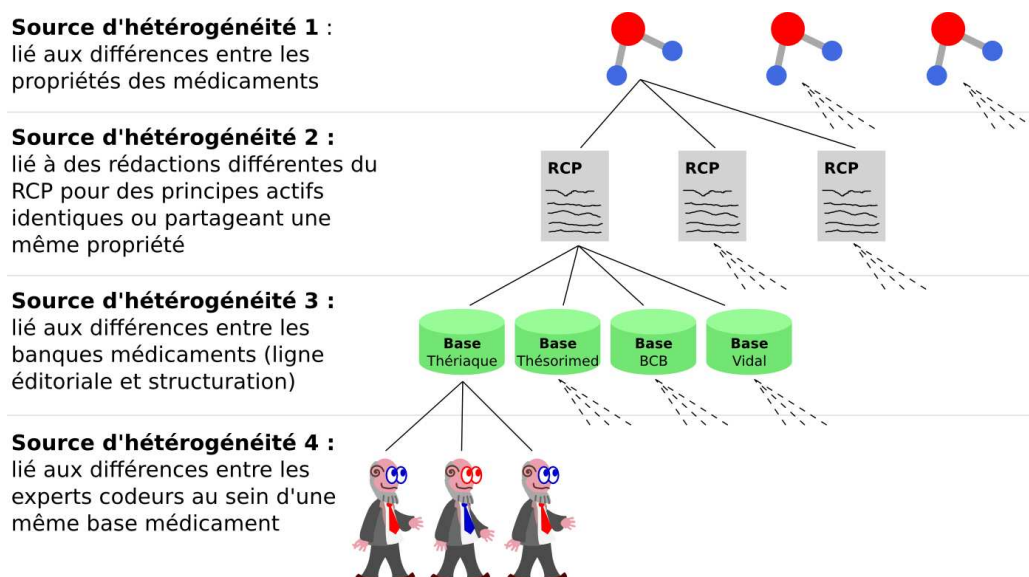 Source d'hétérogénéité 1 :
lié aux différences entre les
propriétés des médicaments
Source d'hétérogénéité 2 :
lié à des rédactions différentes du
RCP pour des principes actifs
identiques ou partageant une
même propriété
RCP
RCP
RCP
Source d'hétérogénéité 3 :
lié aux différences entre les
banques médicaments (ligne
éditoriale et structuration)
Base
Thériaque
Base
Thésorimed
Base
BCB
Base
Vidal
Source d'hétérogénéité 4 :
lié aux différences entre les
experts codeurs au sein d'une
même base médicament